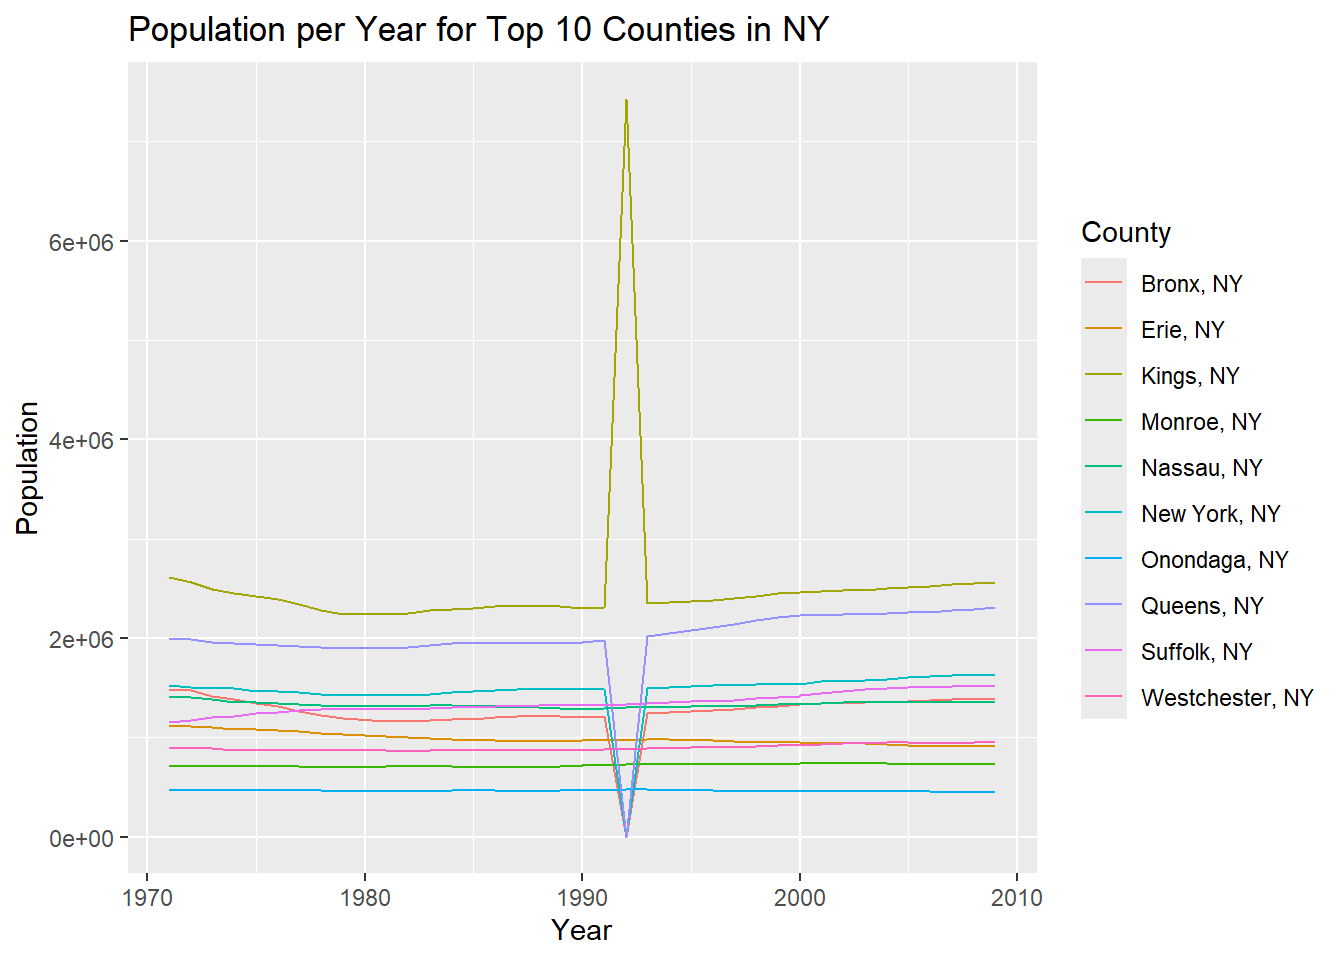 Population per Year for Top 10 Counties in NY
Population
6e+06
4e+06
2e+06
0e+00
1970
1980
1990
2000
2010
Year
County
Bronx, NY
Erie, NY
Kings, NY
Monroe, NY
Nassau, NY
New York, NY
Onondaga, NY
Queens, NY
Suffolk, NY
Westchester, NY